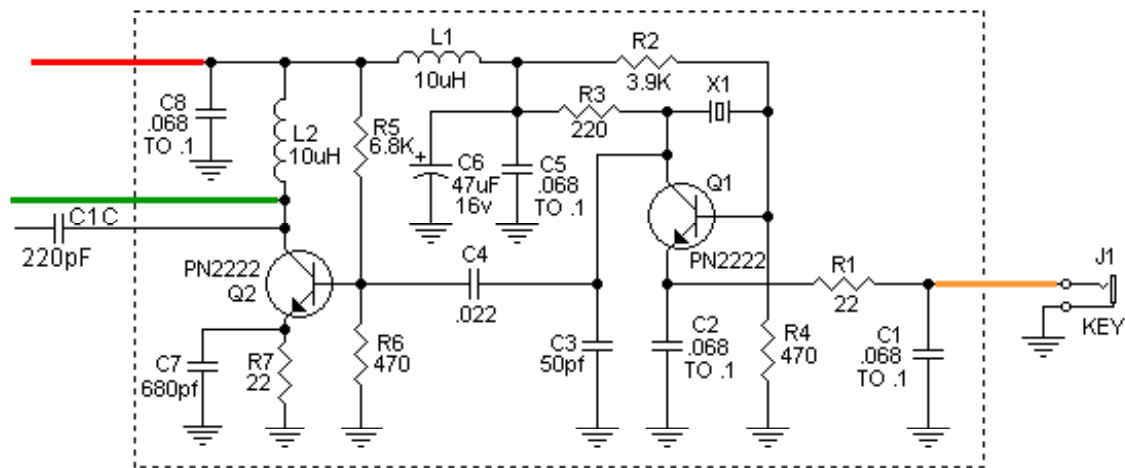 L1
10uH
R2
3.9K
X1
C8
.068
TO .1
L2
10uH
R5
6.8K
R3
220
+
C6
47uF
16v
C5
.068
TO .1
Q1
PN2222
C1C
220pF
PN2222
Q2
C4
.022
R1
22
J1
KEY
C7
680pf
R7
22
R6
470
C3
50pf
C2
.068
TO .1
R4
470
C1
.068
TO .1